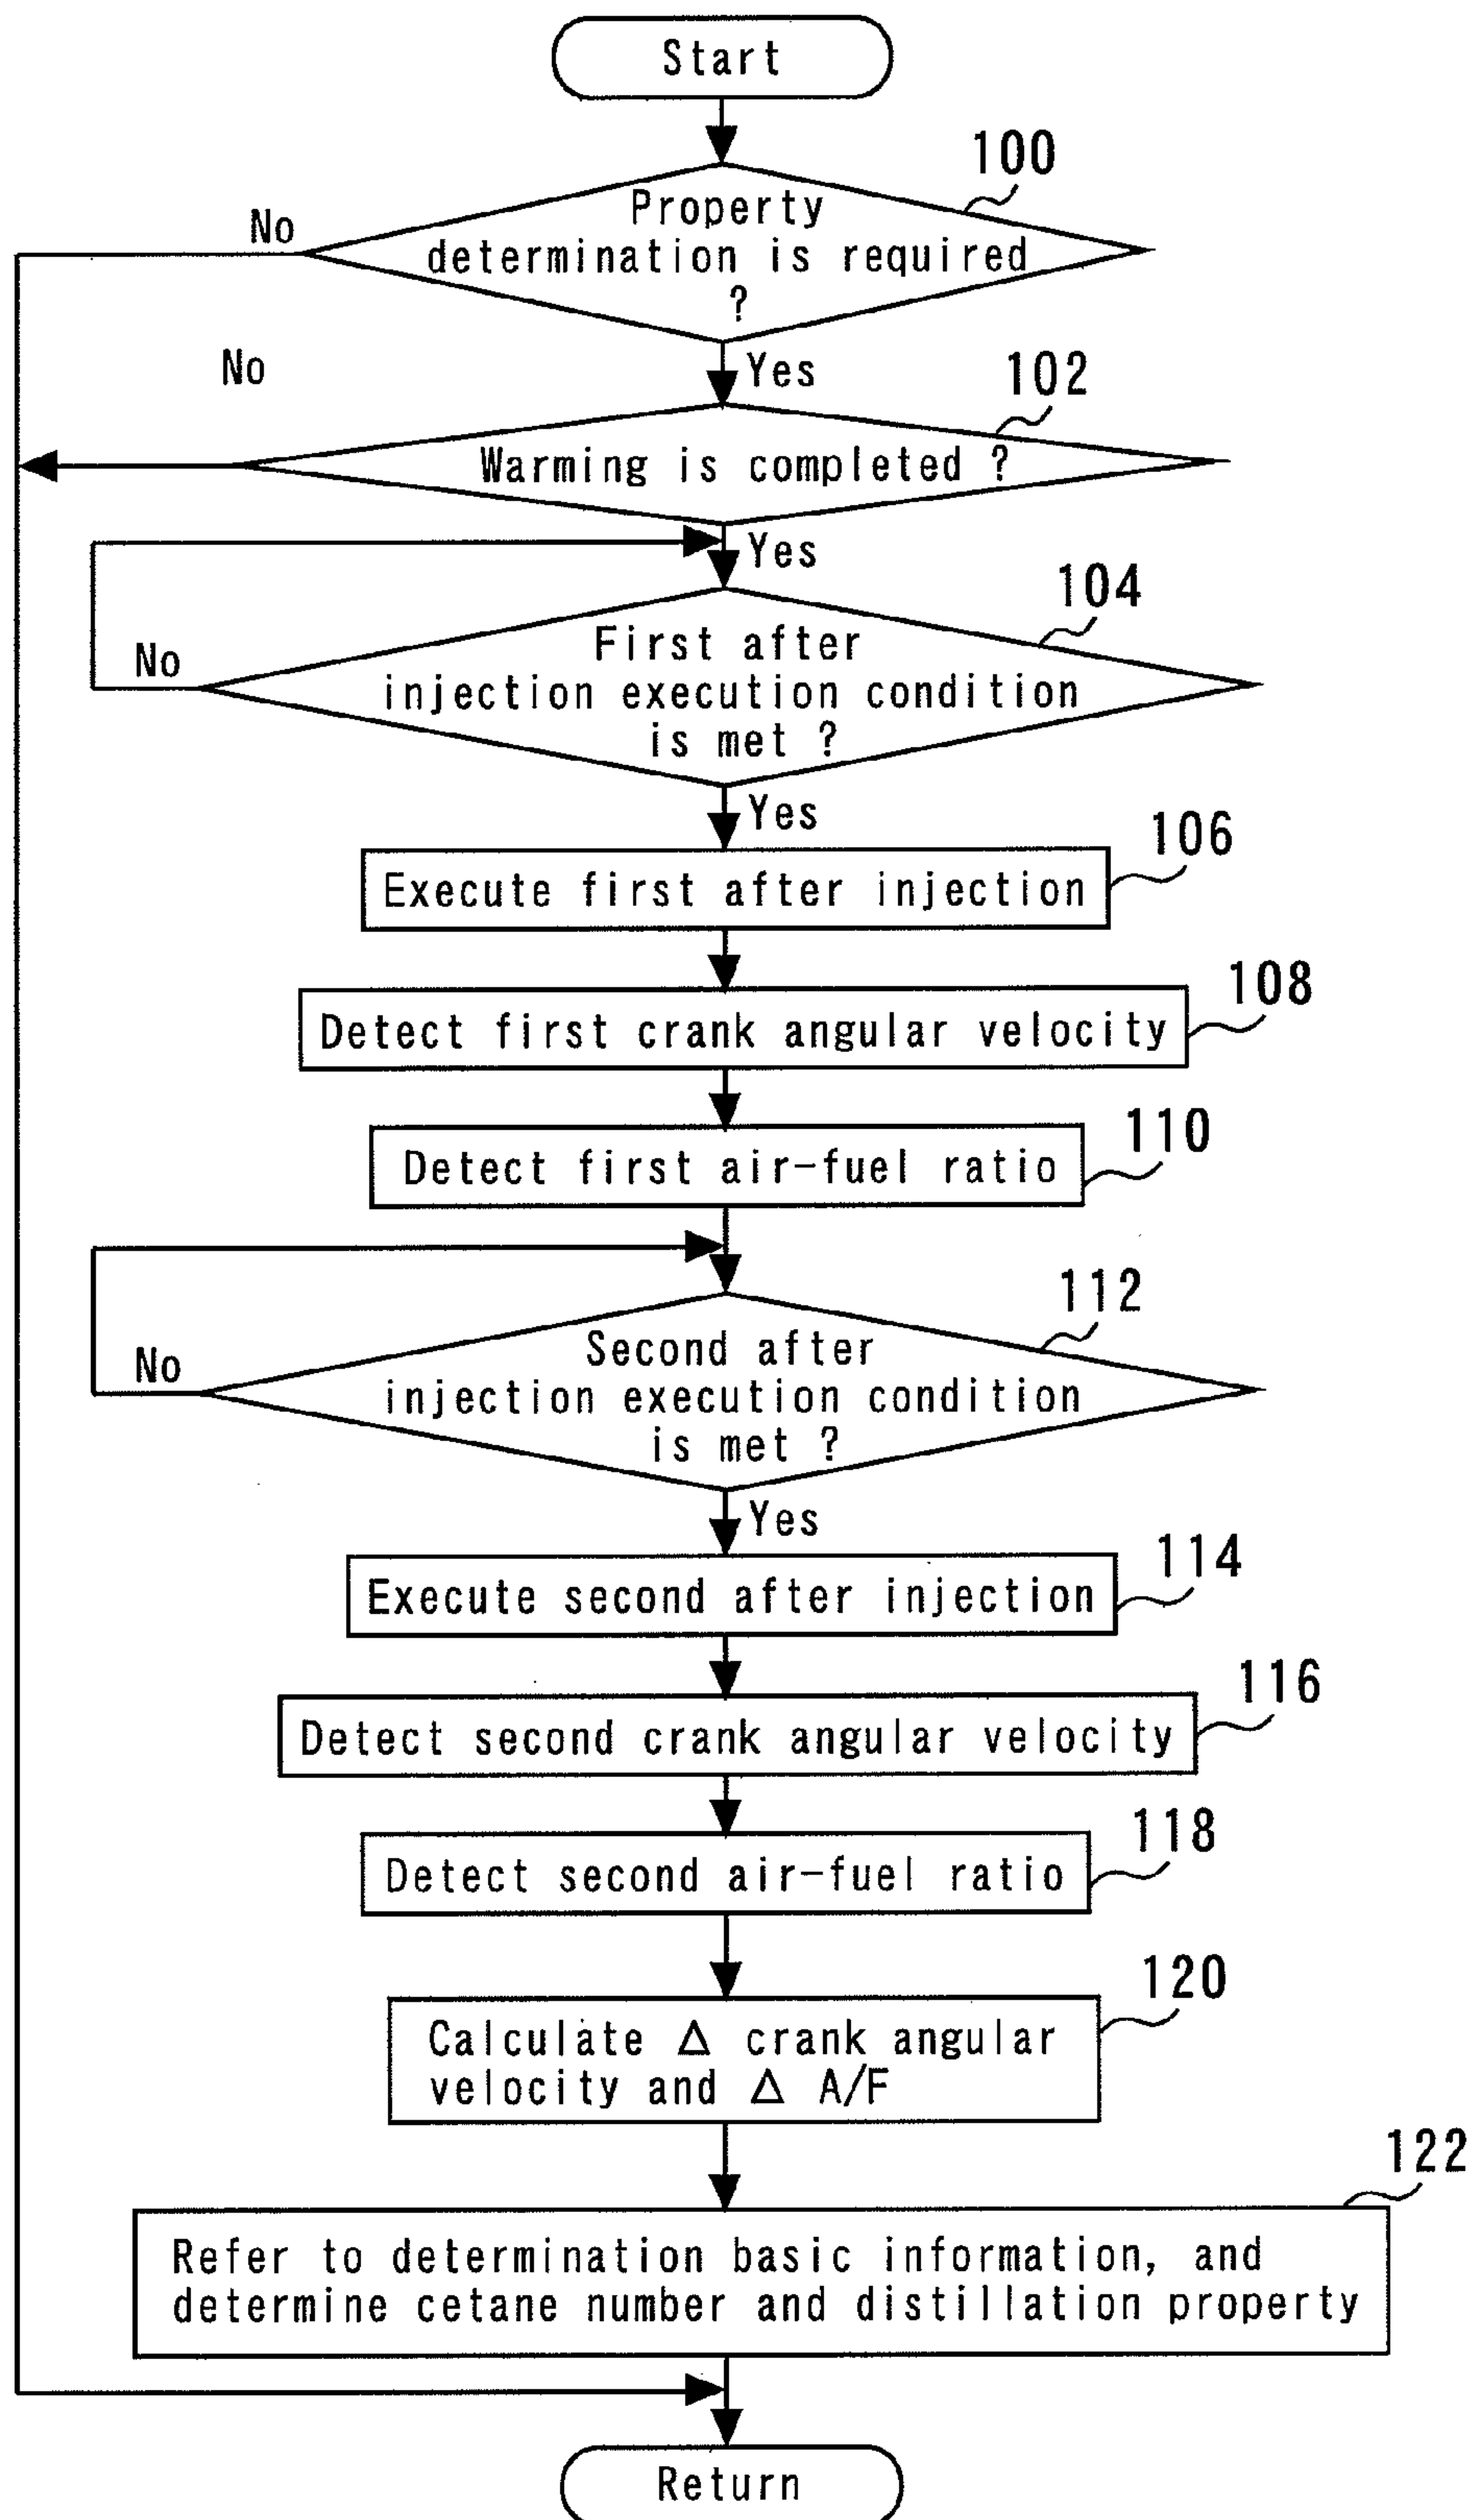 Start
100
Property
No
determination is required
?
No
Yes
102
Warming is completed ?
Yes
104
First after
No
injection execution condition
is met ?
Yes
106
Execute first after injection
108
Detect first crank angular velocity
110
Detect first air-fuel ratio
112
Second after
No
injection execution condition
is met ?
Yes
114
Execute second after injection
116
Detect second crank angular velocity
118
Detect second air-fuel ratio
120
Calculate Δ crank angular
velocity and Δ A/F
122
Refer to determination basic information, and
determine cetane number and distillation property
Return